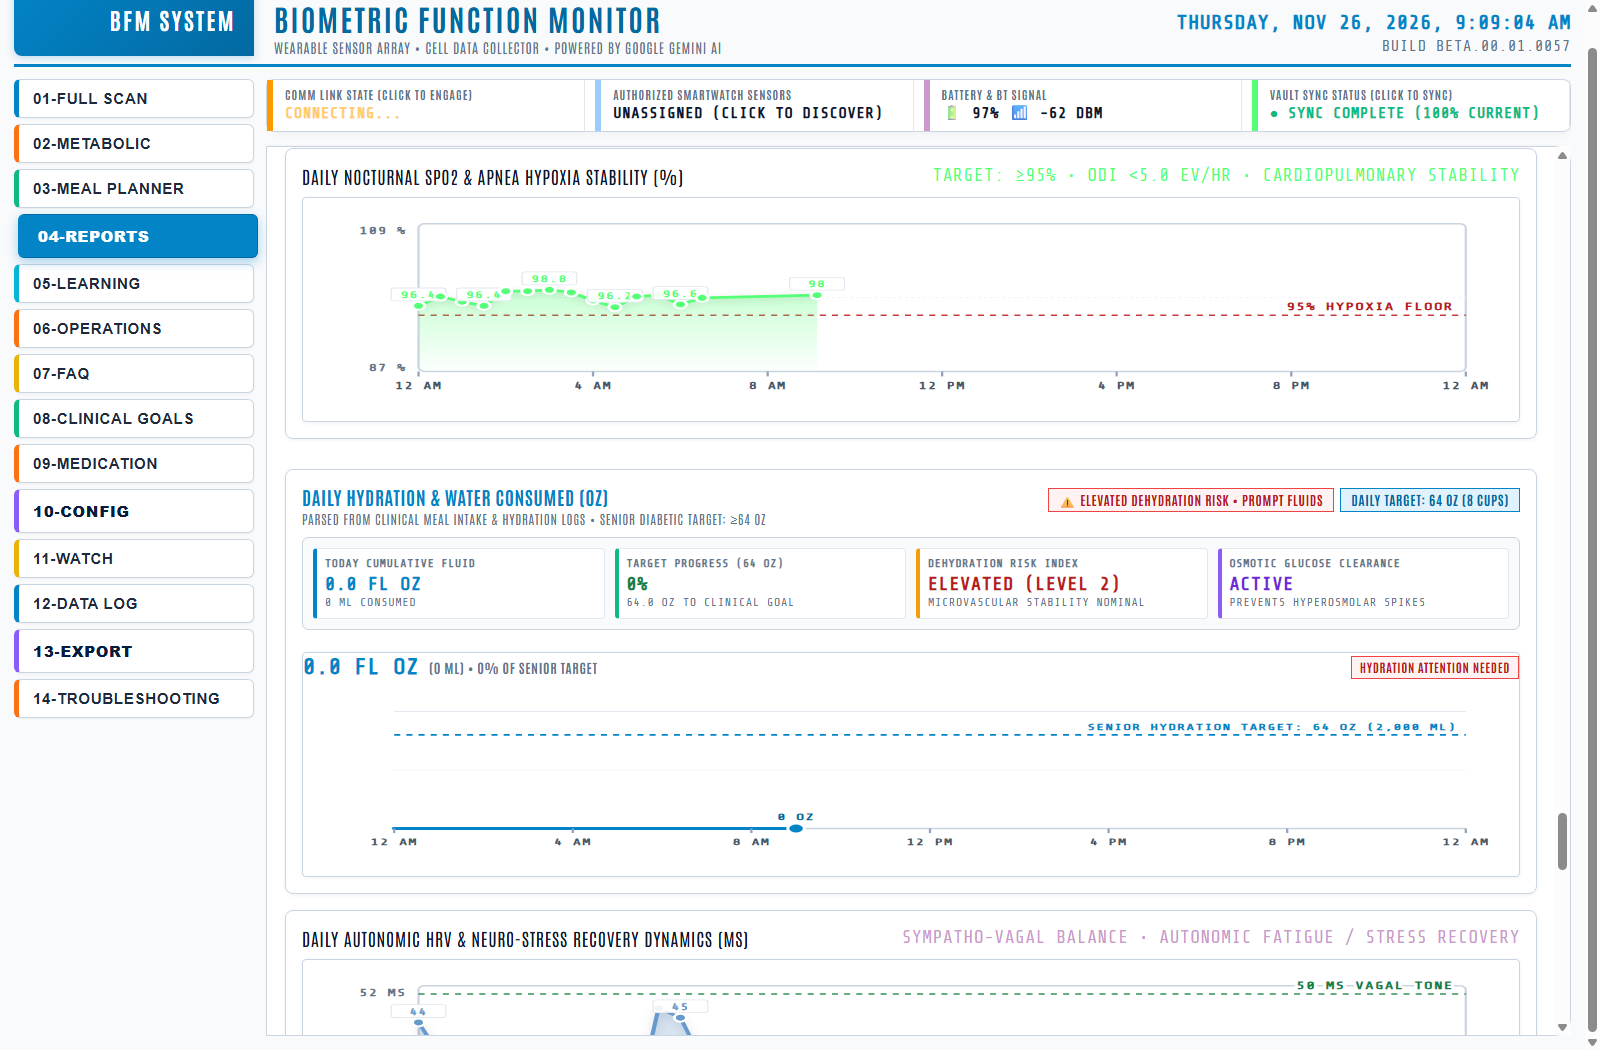 BFM SYSTEM
BIOMETRIC FUNCTION MONITOR
WEARABLE SENSOR ARRAY • CELL DATA COLLECTOR • POWERED BY GOOGLE GEMINI AI
THURSDAY, NOV 26, 2026, 9:09:04 AM
BUILD BETA.00.01.0057
01-FULL SCAN
02-METABOLIC
03-MEAL PLANNER
04-REPORTS
05-LEARNING
06-OPERATIONS
07-FAQ
08-CLINICAL GOALS
09-MEDICATION
10-CONFIG
11-WATCH
12-DATA LOG
13-EXPORT
14-TROUBLESHOOTING
COMM LINK STATE (CLICK TO ENGAGE)
CONNECTING...
AUTHORIZED SMARTWATCH SENSORS
UNASSIGNED (CLICK TO DISCOVER)
BATTERY & BT SIGNAL
🔋 97% 📶 -62 DBM
VAULT SYNC STATUS (CLICK TO SYNC)
● SYNC COMPLETE (100% CURRENT)
DAILY NOCTURNAL SPO2 & APNEA HYPOXIA STABILITY (%)
TARGET: ≥95% · ODI <5.0 EV/HR · CARDIOPULMONARY STABILITY
109 %
96.4
96.4
98.8
96.2
96.6
98
95% HYPOXIA FLOOR
87 %
12 AM
4 AM
8 AM
12 PM
4 PM
8 PM
12 AM
DAILY HYDRATION & WATER CONSUMED (OZ)
PARSED FROM CLINICAL MEAL INTAKE & HYDRATION LOGS • SENIOR DIABETIC TARGET: ≥64 OZ
⚠️ ELEVATED DEHYDRATION RISK • PROMPT FLUIDS
DAILY TARGET: 64 OZ (8 CUPS)
TODAY CUMULATIVE FLUID
0.0 FL OZ
0 ML CONSUMED
TARGET PROGRESS (64 OZ)
0%
64.0 OZ TO CLINICAL GOAL
DEHYDRATION RISK INDEX
ELEVATED (LEVEL 2)
MICROVASCULAR STABILITY NOMINAL
OSMOTIC GLUCOSE CLEARANCE
ACTIVE
PREVENTS HYPEROSMOLAR SPIKES
0.0 FL OZ (0 ML) • 0% OF SENIOR TARGET
HYDRATION ATTENTION NEEDED
SENIOR HYDRATION TARGET: 64 OZ (2,000 ML)
0 OZ
12 AM
4 AM
8 AM
12 PM
4 PM
8 PM
12 AM
DAILY AUTONOMIC HRV & NEURO-STRESS RECOVERY DYNAMICS (MS)
SYMPATHO-VAGAL BALANCE · AUTONOMIC FATIGUE / STRESS RECOVERY
52 MS
50 MS VAGAL TONE
44
45